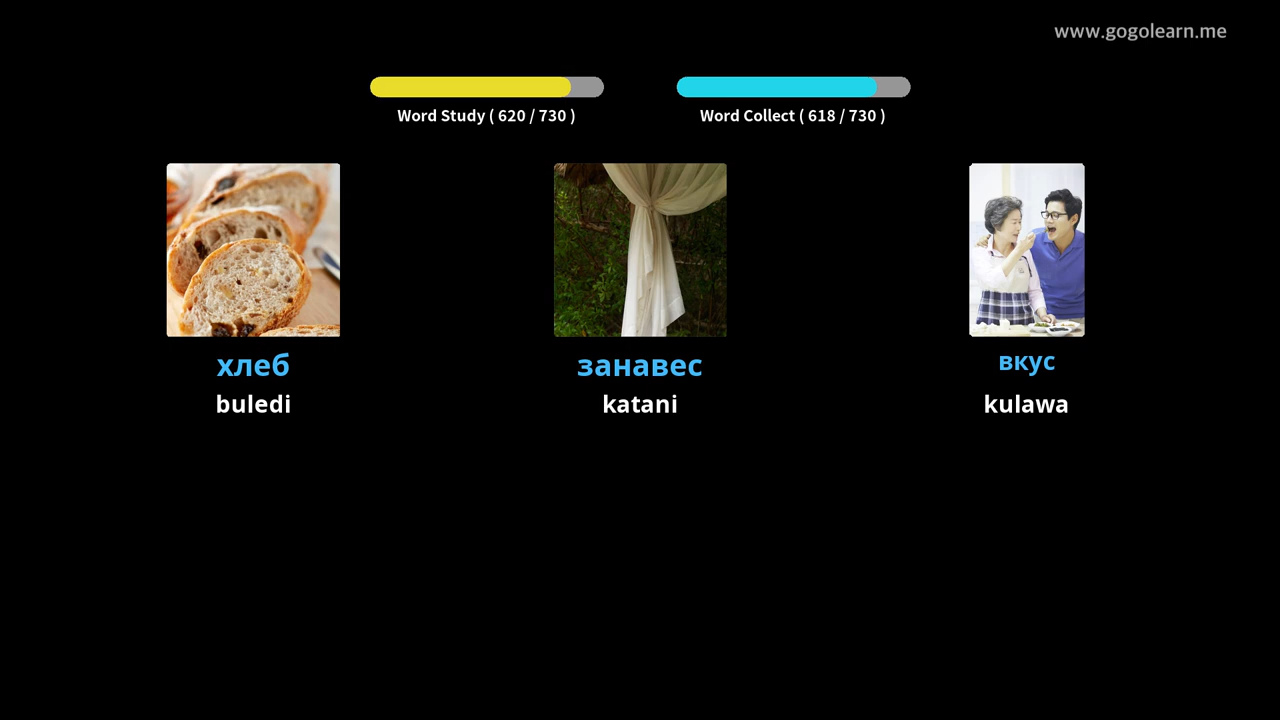 www.gogolearn.me
Word Study ( 620 / 730 )
Word Collect ( 618 / 730 )
хлеб
buledi
занавес
katani
вкус
kulawa